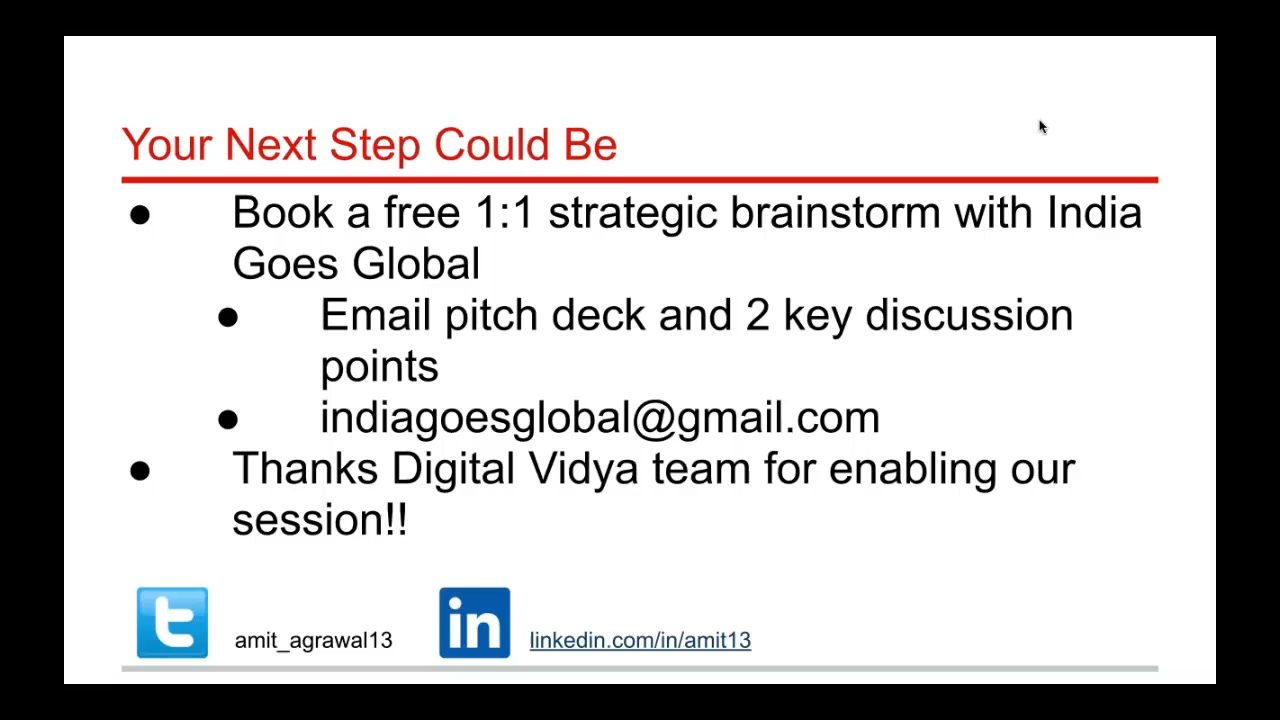 Your Next Step Could Be
● Book a free 1:1 strategic brainstorm with India
Goes Global
● Email pitch deck and 2 key discussion
points
● indiagoesglobal@gmail.com
● Thanks Digital Vidya team for enabling our
session!!
t amit_agrawal13 in linkedin.com/in/amit13